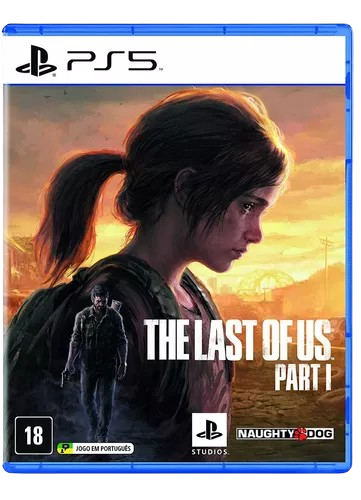 PS5
THE LAST OF US
PART I
18
JOGO EM PORTUGUÊS
STUDIOS
NAUGHTY DOG